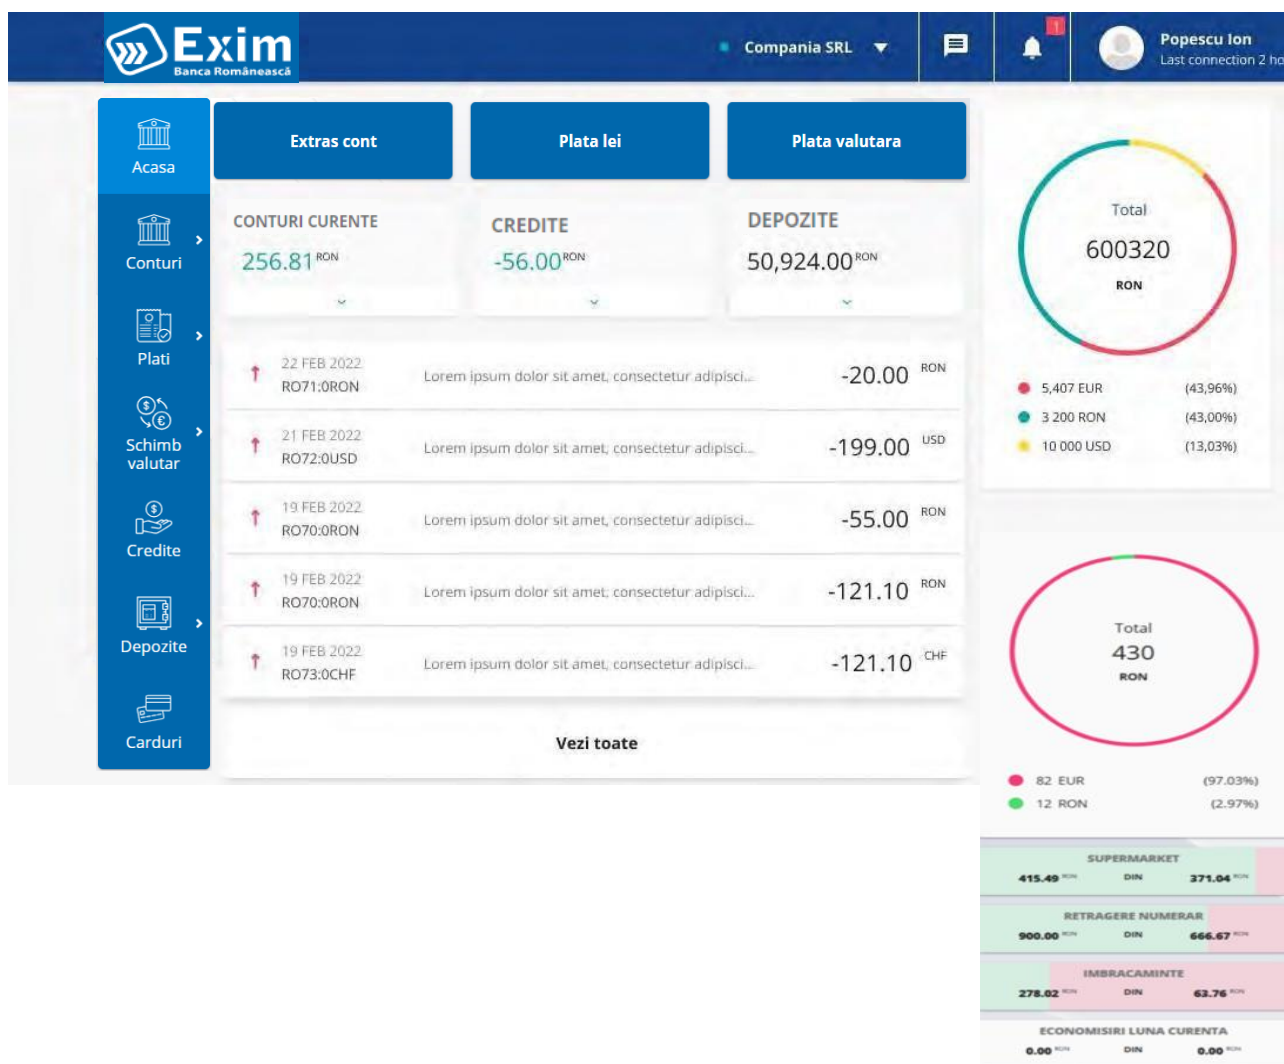 Exim
Banca Românească
Compania SRL
1
Popescu Ion
Last connection 2 ho
Acasa
Conturi
Plati
Schimb
valutar
Credite
Depozite
Carduri
Extras cont
Plata lei
Plata valutara
CONTURI CURENTE
256.81 RON
CREDITE
-56.00 RON
DEPOZITE
50,924.00 RON
22 FEB 2022
RO71:0RON
Lorem ipsum dolor sit amet, consectetur adipisci...
-20.00 RON
21 FEB 2022
RO72:0USD
Lorem ipsum dolor sit amet, consectetur adipisci...
-199.00 USD
19 FEB 2022
RO70:0RON
Lorem ipsum dolor sit amet, consectetur adipisci...
-55.00 RON
19 FEB 2022
RO70:0RON
Lorem ipsum dolor sit amet, consectetur adipisci...
-121.10 RON
19 FEB 2022
RO73:0CHF
Lorem ipsum dolor sit amet, consectetur adipisci...
-121.10 CHF
Vezi toate
Total
600320
RON
5,407 EUR (43,96%)
3 200 RON (43,00%)
10 000 USD (13,03%)
Total
430
RON
82 EUR (97.03%)
12 RON (2.97%)
SUPERMARKET
415.49 RON DIN 371.04 RON
RETRAGERE NUMERAR
900.00 RON DIN 666.67 RON
IMBRACAMINTE
278.02 RON DIN 63.76 RON
ECONOMISIRI LUNA CURENTA
0.00 RON DIN 0.00 RON